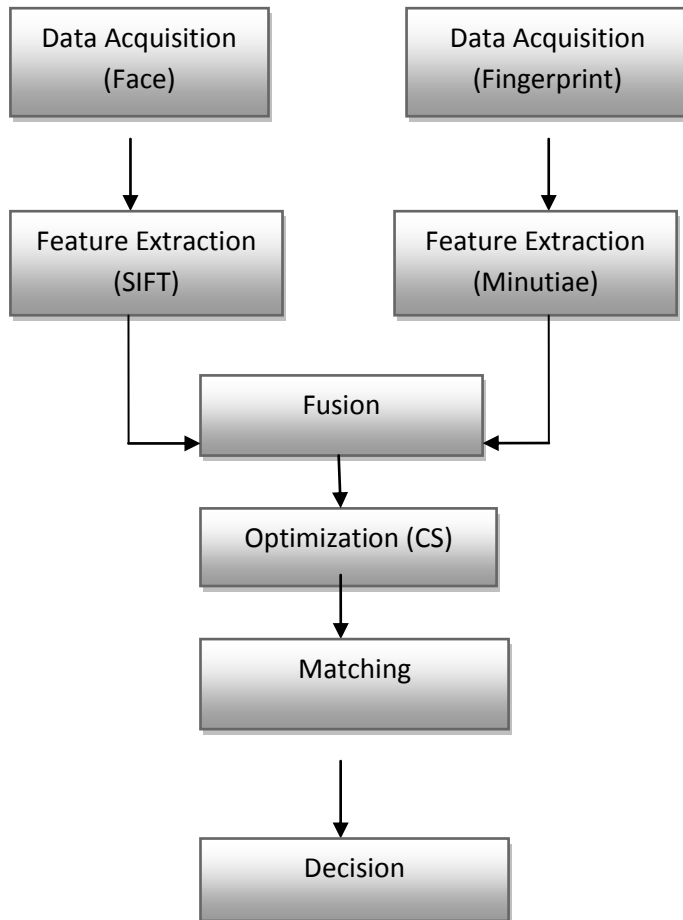 Data Acquisition
(Face)
Data Acquisition
(Fingerprint)
Feature Extraction
(SIFT)
Feature Extraction
(Minutiae)
Fusion
Optimization (CS)
Matching
Decision